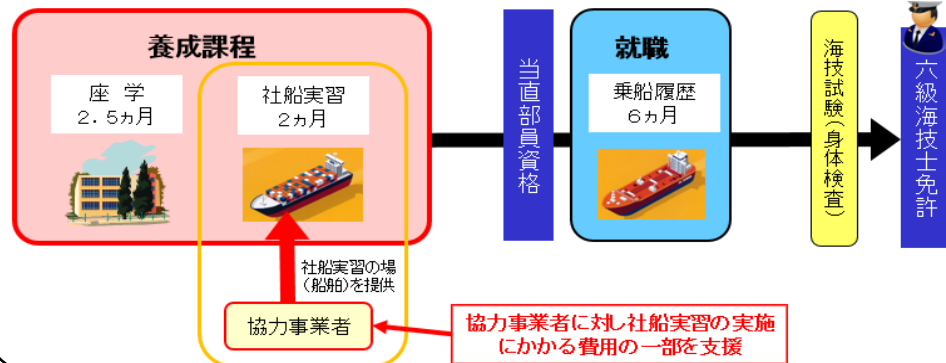 養成課程
座 学
2．5ヵ月
社船実習
2ヵ月
社船実習の場
(船舶)を提供
協力事業者
当直部員資格
就職
乗船履歴
6ヵ月
海技試験(身体検査)
六級海技士免許
協力事業者に対し社船実習の実施
にかかる費用の一部を支援